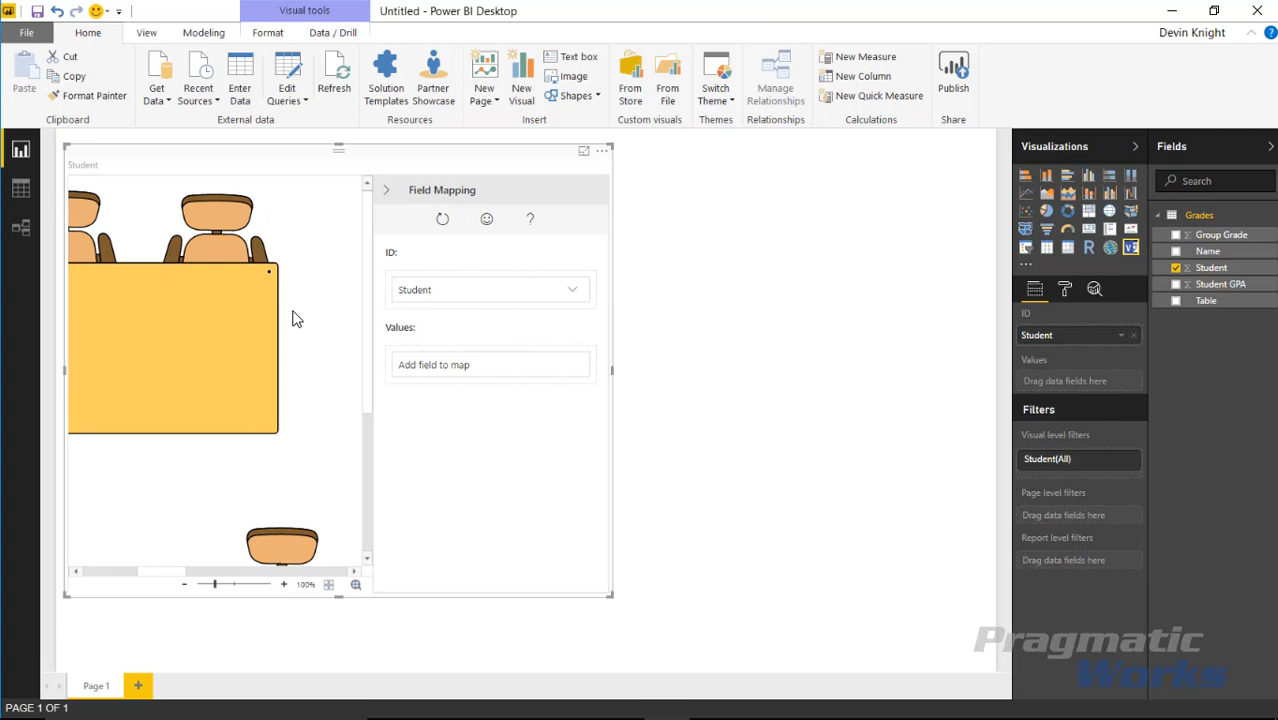 Visual tools
Untitled - Power BI Desktop
File
Home
View
Modeling
Format
Data / Drill
Devin Knight
Paste
Cut
Copy
Format Painter
Clipboard
Get Data
Recent Sources
Enter Data
Edit Queries
Refresh
External data
Solution Templates
Partner Showcase
Resources
New Page
New Visual
Text box
Image
Shapes
Insert
From Store
From File
Custom visuals
Switch Theme
Themes
Manage Relationships
Relationships
New Measure
New Column
New Quick Measure
Calculations
Publish
Share
Student
Field Mapping
?
ID:
Student
Values:
Add field to map
100%
Visualizations
R
ID
Student
Values
Drag data fields here
Filters
Visual level filters
Student(All)
Page level filters
Drag data fields here
Report level filters
Drag data fields here
Fields
Search
Grades
Group Grade
Name
Student
Student GPA
Table
Pragmatic
Works
Page 1
PAGE 1 OF 1